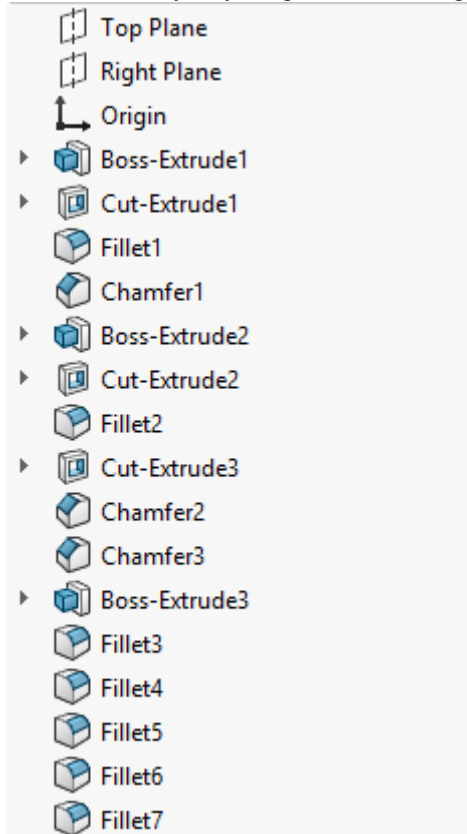 Top Plane
Right Plane
Origin
Boss-Extrude1
Cut-Extrude1
Fillet1
Chamfer1
Boss-Extrude2
Cut-Extrude2
Fillet2
Cut-Extrude3
Chamfer2
Chamfer3
Boss-Extrude3
Fillet3
Fillet4
Fillet5
Fillet6
Fillet7